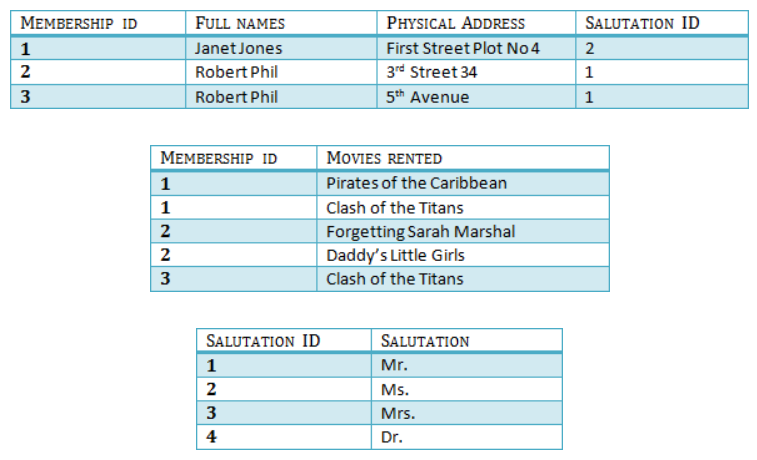 MEMBERSHIP ID FULL NAMES PHYSICAL ADDRESS SALUTATION ID
1 Janet Jones First Street Plot No 4 2
2 Robert Phil 3rd Street 34 1
3 Robert Phil 5th Avenue 1
MEMBERSHIP ID MOVIES RENTED
1 Pirates of the Caribbean
1 Clash of the Titans
2 Forgetting Sarah Marshal
2 Daddy's Little Girls
3 Clash of the Titans
SALUTATION ID SALUTATION
1 Mr.
2 Ms.
3 Mrs.
4 Dr.